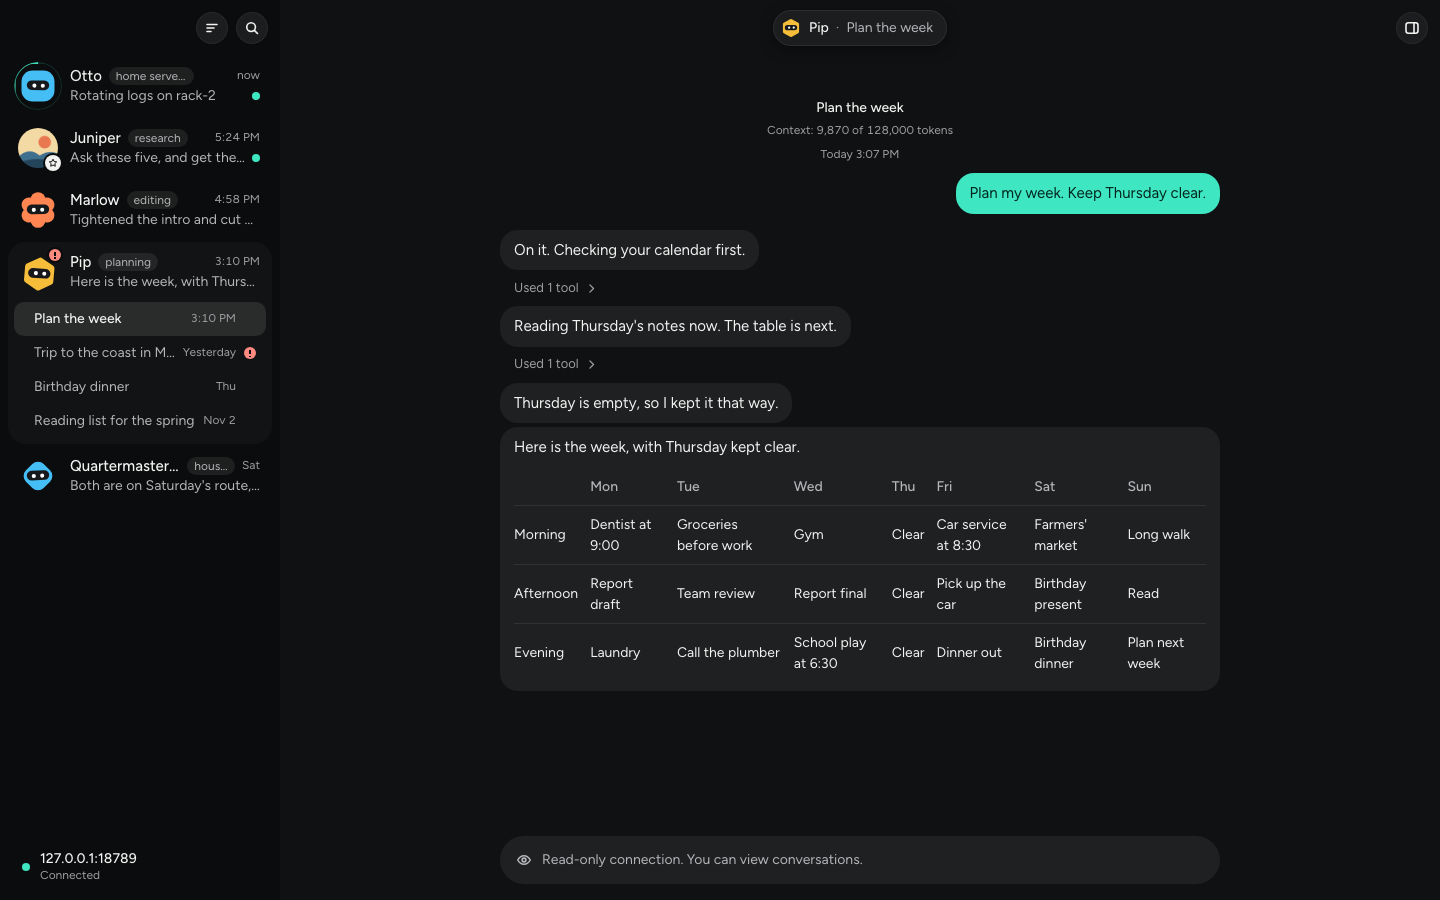 Otto home serve... now
Rotating logs on rack-2
Juniper research 5:24 PM
Ask these five, and get the...
Marlow editing 4:58 PM
Tightened the intro and cut ...
Pip planning 3:10 PM
Here is the week, with Thurs...
Plan the week 3:10 PM
Trip to the coast in M... Yesterday
Birthday dinner Thu
Reading list for the spring Nov 2
Quartermaster... hous... Sat
Both are on Saturday's route,...
127.0.0.1:18789
Connected
Pip · Plan the week
Plan the week
Context: 9,870 of 128,000 tokens
Today 3:07 PM
Plan my week. Keep Thursday clear.
On it. Checking your calendar first.
Used 1 tool
Reading Thursday's notes now. The table is next.
Used 1 tool
Thursday is empty, so I kept it that way.
Here is the week, with Thursday kept clear.
Mon Tue Wed Thu Fri Sat Sun
Morning Dentist at 9:00 Groceries before work Gym Clear Car service at 8:30 Farmers' market Long walk
Afternoon Report draft Team review Report final Clear Pick up the car Birthday present Read
Evening Laundry Call the plumber School play at 6:30 Clear Dinner out Birthday dinner Plan next week
Read-only connection. You can view conversations.